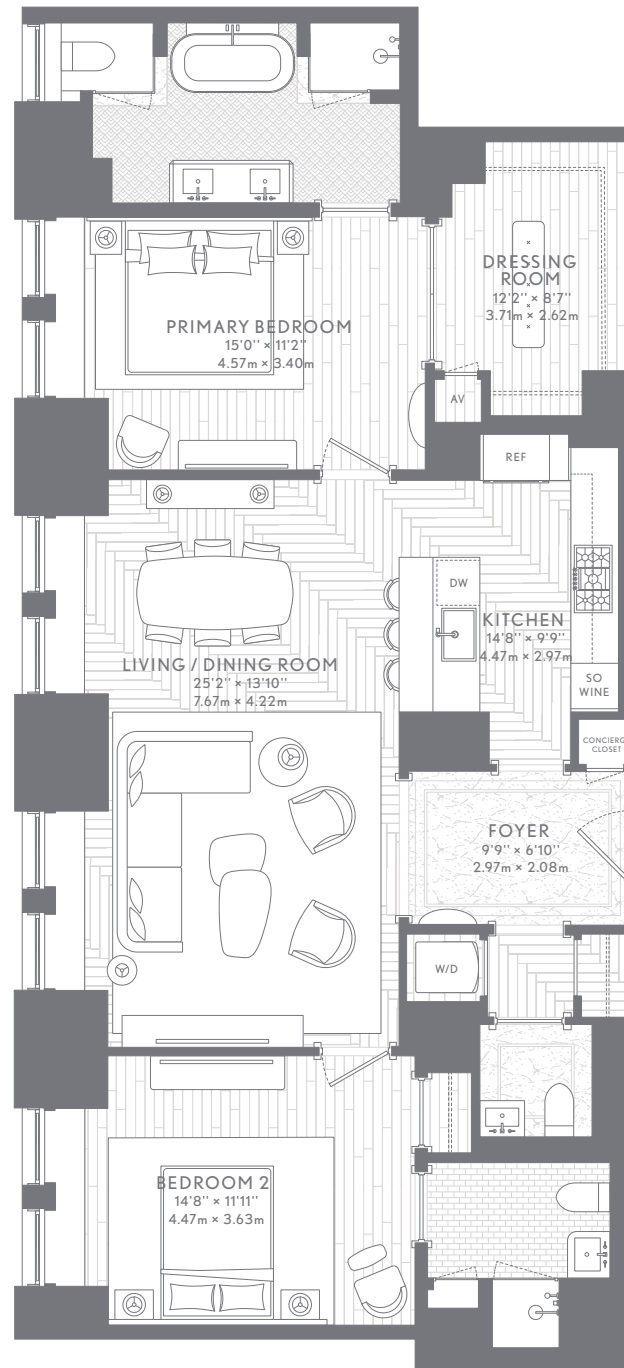 DRESSING
ROOM
12'2'' × 8'7''
3.71m × 2.62m
PRIMARY BEDROOM
15'0'' × 11'2''
4.57m × 3.40m
AV
REF
DW
KITCHEN
14'8'' × 9'9''
4.47m × 2.97m
LIVING / DINING ROOM
25'2'' × 13'10''
7.67m × 4.22m
SO
WINE
CONCIERG
CLOSET
FOYER
9'9'' × 6'10''
2.97m × 2.08m
W/D
BEDROOM 2
14'8'' × 11'11''
4.47m × 3.63m